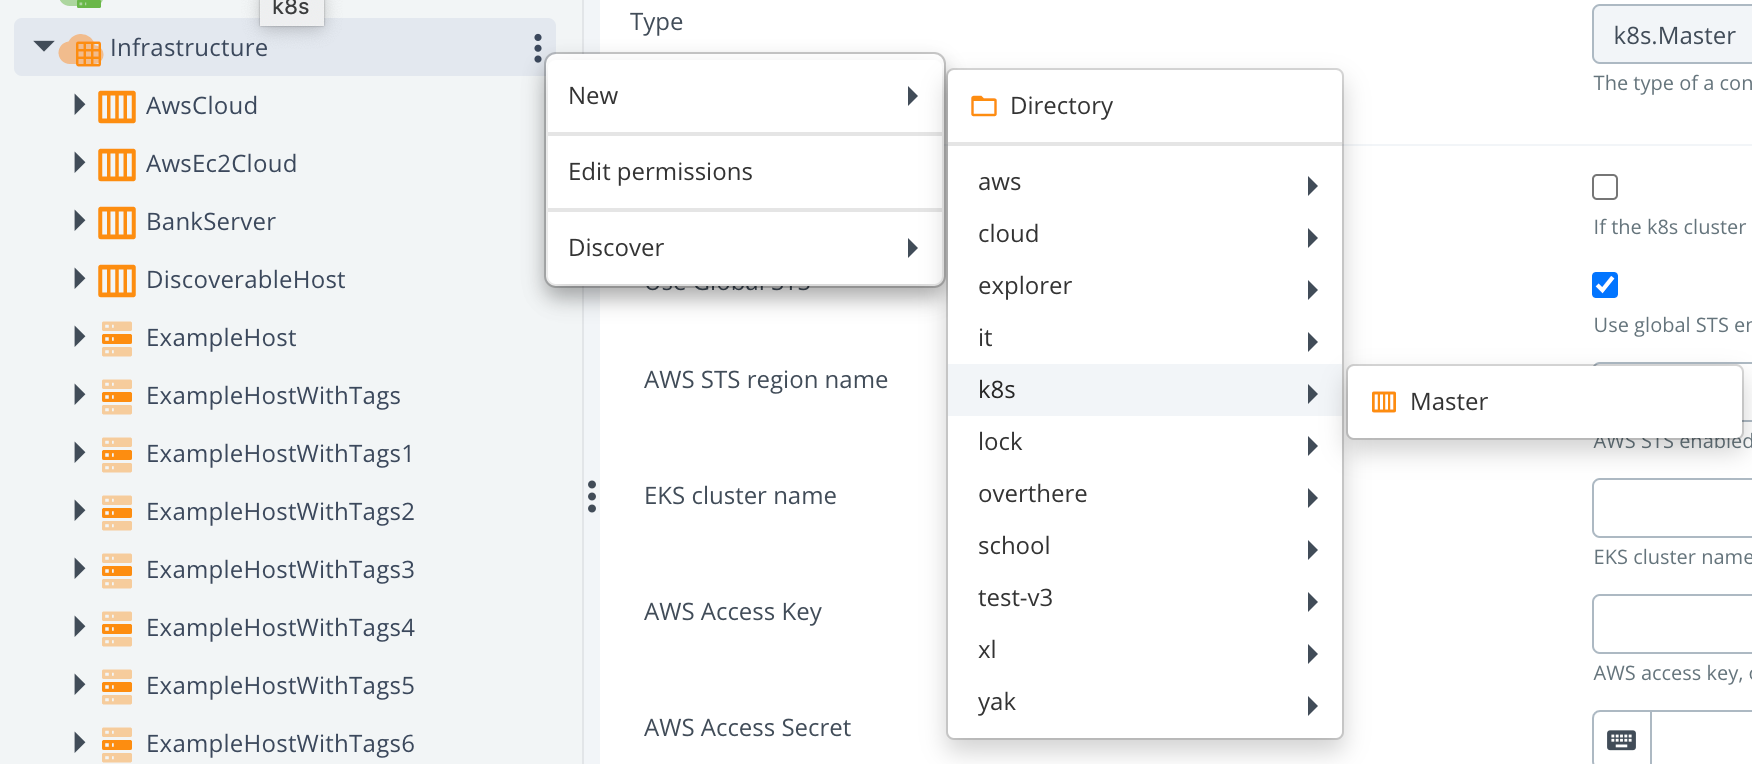 k8s
Infrastructure
AwsCloud
AwsEc2Cloud
BankServer
DiscoverableHost
ExampleHost
ExampleHostWithTags
ExampleHostWithTags1
ExampleHostWithTags2
ExampleHostWithTags3
ExampleHostWithTags4
ExampleHostWithTags5
ExampleHostWithTags6
New
Edit permissions
Discover
Directory
aws
cloud
explorer
it
k8s
lock
overthere
school
test-v3
xl
yak
Master
Type
k8s.Master
The type of a con
If the k8s cluster
Use Global STS
Use global STS en
AWS STS region name
AWS STS enabled
EKS cluster name
EKS cluster name
AWS Access Key
AWS access key,
AWS Access Secret